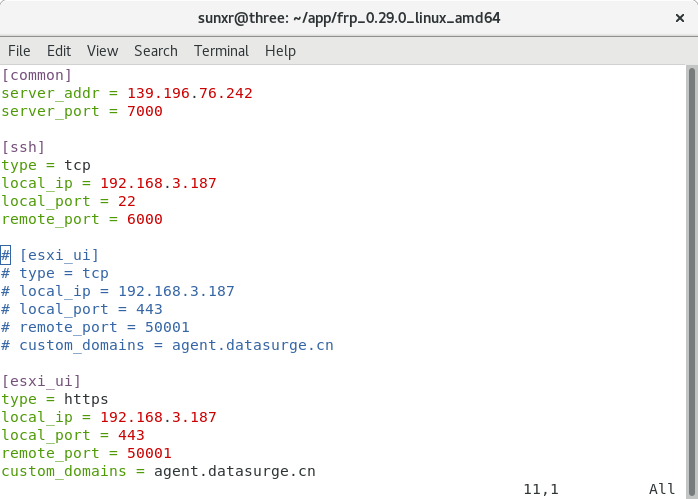 sunxr@three: ~/app/frp_0.29.0_linux_amd64
×
File Edit View Search Terminal Help
[common]
server_addr = 139.196.76.242
server_port = 7000
[ssh]
type = tcp
local_ip = 192.168.3.187
local_port = 22
remote_port = 6000
# [esxi_ui]
# type = tcp
# local_ip = 192.168.3.187
# local_port = 443
# remote_port = 50001
# custom_domains = agent.datasurge.cn
[esxi_ui]
type = https
local_ip = 192.168.3.187
local_port = 443
remote_port = 50001
custom_domains = agent.datasurge.cn
11,1 All